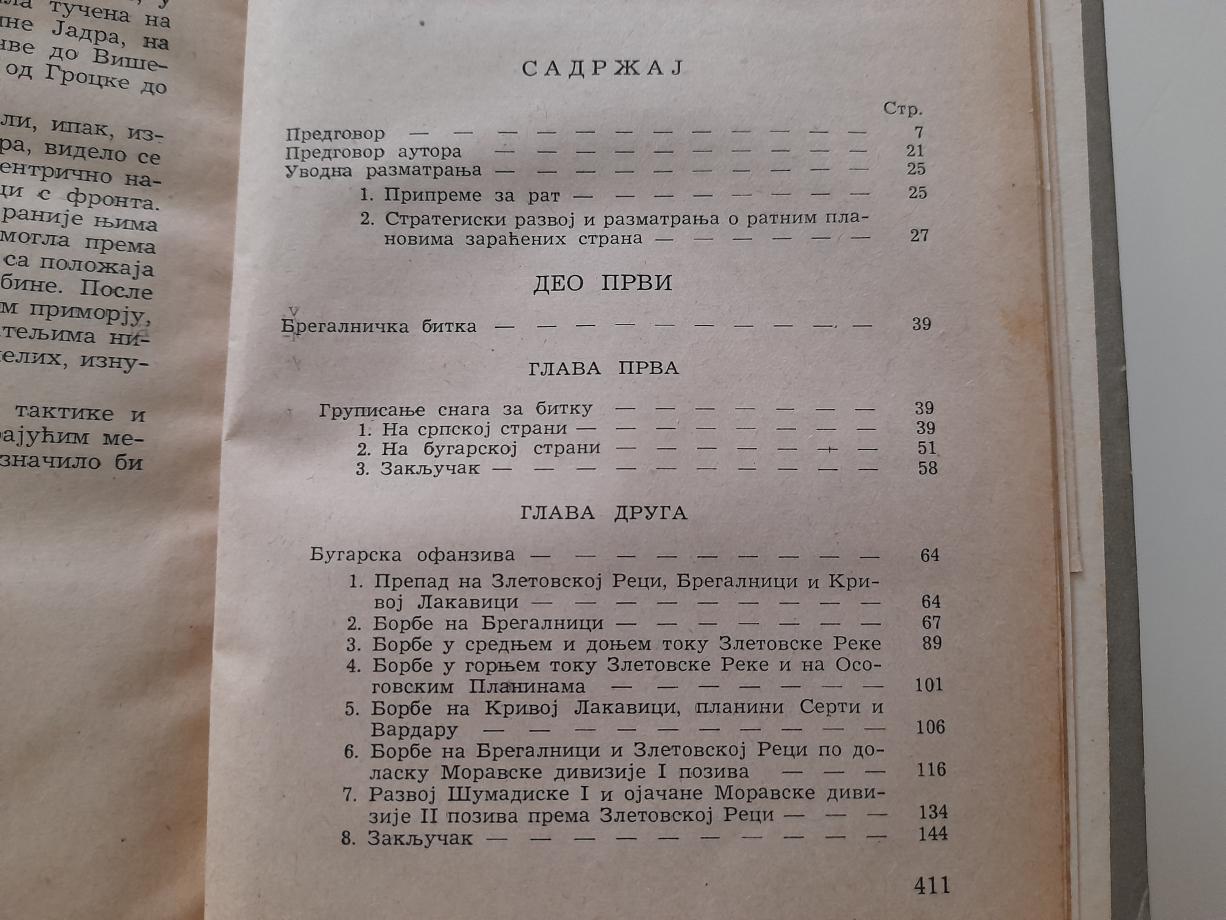 тучена на
Јадра, на
до Више-
од Гроцке до
ли, ипак, из-
видело се
на-
с фронта.
раније њима
могла према
са положаја
После
м приморју,
ни-
изну-
тактике и
ме-
значило би
САДРЖАЈ
Стр.
Предговор — — — — — — — — — — — 7
Предговор аутора — — — — — — — — — 21
Уводна разматрања — — — — — — — — — 25
1. Припреме за рат — — — — — — — 25
2. Стратегиски развој и разматрања о ратним пла-
новима зараћених страна — — — — — 27
ДЕО ПРВИ
Брегалничка битка — — — — — — — — — 39
ГЛАВА ПРВА
Груписање снага за битку — — — — — — — 39
1. На српској страни — — — — — — — 39
2. На бугарској страни — — — — — — — 51
3. Закључак — — — — — — — — — 58
ГЛАВА ДРУГА
Бугарска офанзива — — — — — — — — — 64
1. Препад на Злетовској Реци, Брегалници и Кри-
вој Лакавици — — — — — — — — 64
2. Борбе на Брегалници — — — — — — — 67
3. Борбе у средњем и доњем току Злетовске Реке 89
4. Борбе у горњем току Злетовске Реке и на Осо-
говским Планинама — — — — — — — 101
5. Борбе на Кривој Лакавици, планини Серти и
Вардару — — — — — — — — — — 106
6. Борбе на Брегалници и Злетовској Реци по до-
ласку Моравске дивизије I позива — — — 116
7. Развој Шумадиске I и ојачане Моравске диви-
зије II позива према Злетовској Реци — — — 134
8. Закључак — — — — — — — — — — 144
411